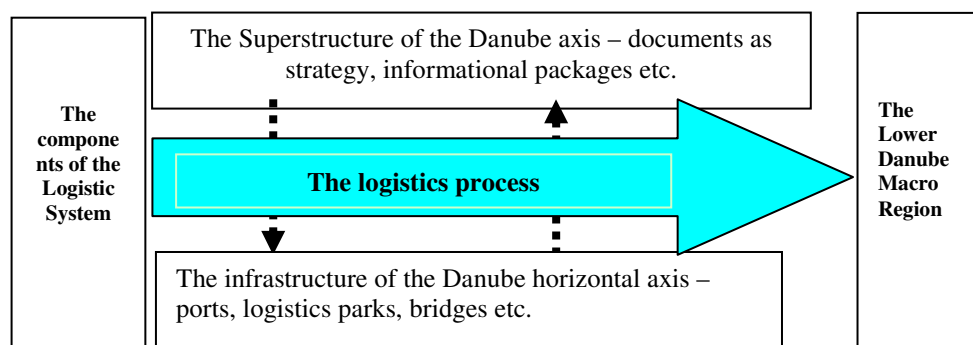 The
compone
nts of the
Logistic
System
The Superstructure of the Danube axis – documents as
strategy, informational packages etc.
The logistics process
The infrastructure of the Danube horizontal axis –
ports, logistics parks, bridges etc.
The
Lower
Danube
Macro
Region